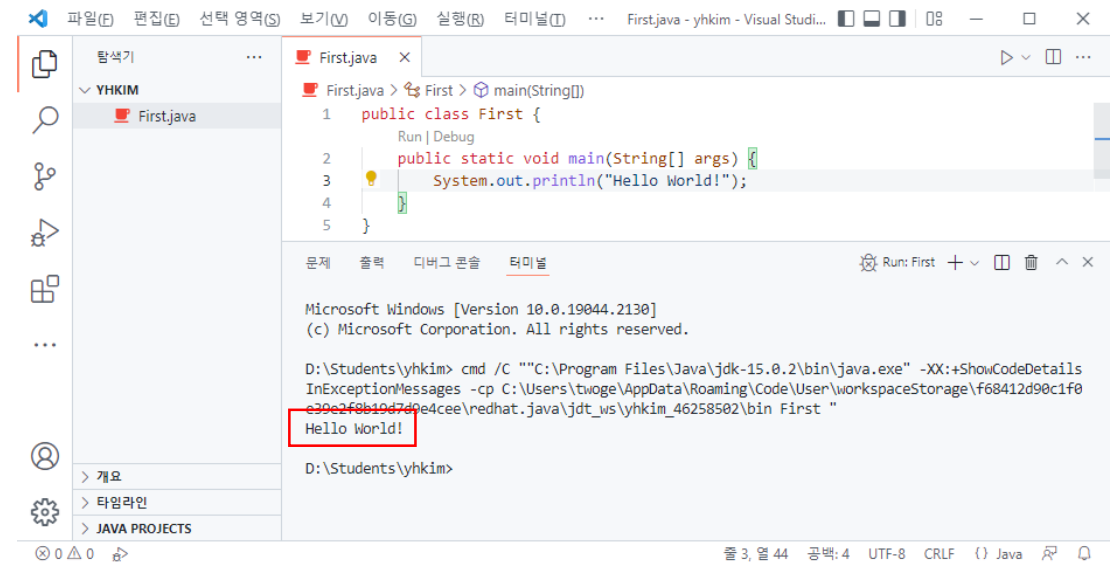 파일(F) 편집(E) 선택 영역(S) 보기(V) 이동(G) 실행(R) 터미널(T) ··· First.java - yhkim - Visual Studi...
탐색기 ···
YHKIM
First.java
개요
타임라인
JAVA PROJECTS
First.java
First.java > First > main(String[])
1 public class First {
Run | Debug
2 public static void main(String[] args) {
3 System.out.println("Hello World!");
4 }
5 }
문제 출력 디버그 콘솔 터미널 Run: First
Microsoft Windows [Version 10.0.19044.2130]
(c) Microsoft Corporation. All rights reserved.
D:\Students\yhkim> cmd /C ""C:\Program Files\Java\jdk-15.0.2\bin\java.exe" -XX:+ShowCodeDetails
InExceptionMessages -cp C:\Users\twoge\AppData\Roaming\Code\User\workspaceStorage\f68412d90c1f0
e39e2f8b19d7d9e4cee\redhat.java\jdt_ws\yhkim_46258502\bin First "
Hello World!
D:\Students\yhkim>
0 0 줄 3, 열 44 공백: 4 UTF-8 CRLF {} Java